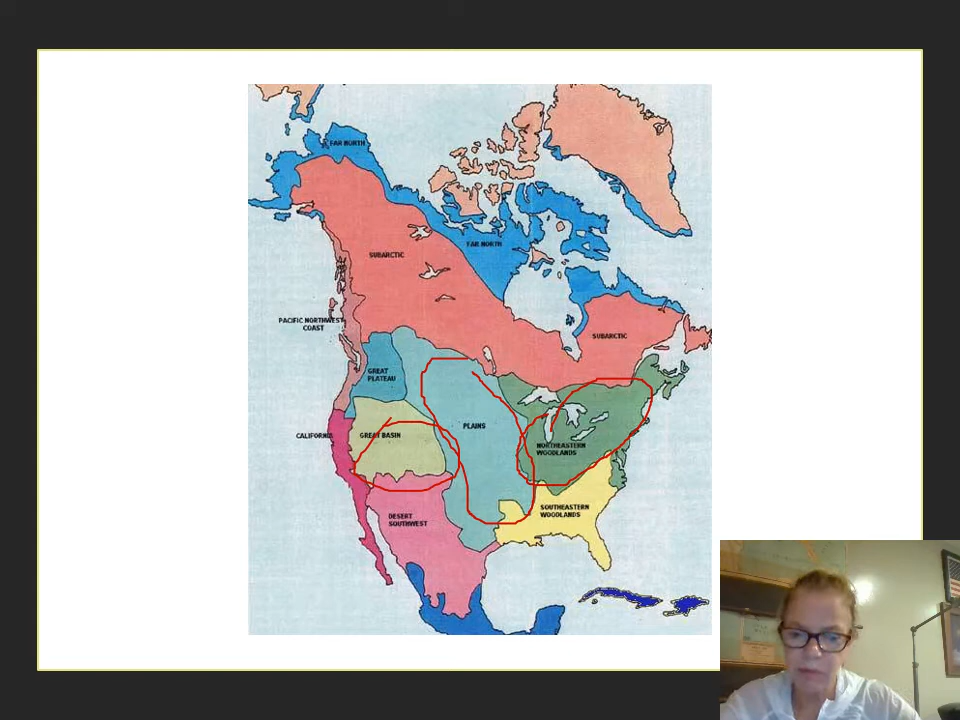 FAR NORTH
FAR NORTH
SUBARCTIC
PACIFIC NORTHWEST
COAST
SUBARCTIC
GREAT
PLATEAU
PLAINS
CALIFORNIA
GREAT BASIN
NORTHEASTERN
WOODLANDS
SOUTHEASTERN
WOODLANDS
DESERT
SOUTHWEST